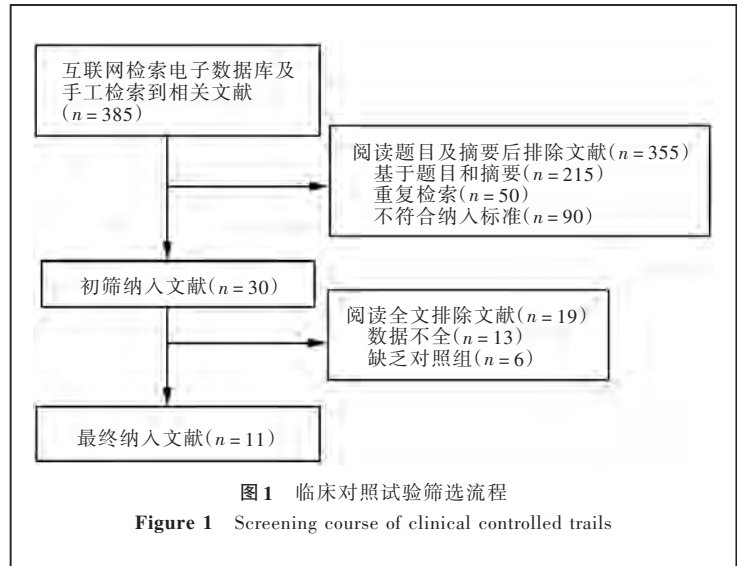 互联网检索电子数据库及
手工检索到相关文献
(n=385)
阅读题目及摘要后排除文献(n=355)
基于题目和摘要(n=215)
重复检索(n=50)
不符合纳入标准(n=90)
初筛纳入文献(n=30)
阅读全文排除文献(n=19)
数据不全(n=13)
缺乏对照组(n=6)
最终纳入文献(n=11)
图1 临床对照试验筛选流程
Figure 1 Screening course of clinical controlled trails